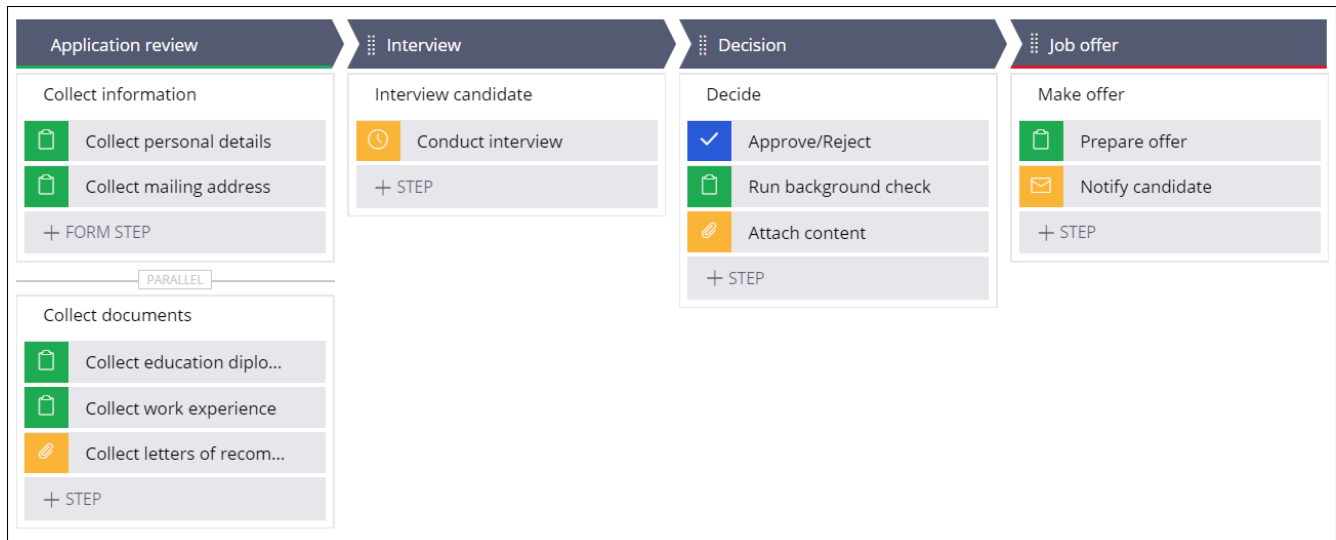 Application review
Interview
Decision
Job offer
Collect information
Collect personal details
Collect mailing address
+ FORM STEP
PARALLEL
Collect documents
Collect education diplo...
Collect work experience
Collect letters of recom...
+ STEP
Interview candidate
Conduct interview
+ STEP
Decide
Approve/Reject
Run background check
Attach content
+ STEP
Make offer
Prepare offer
Notify candidate
+ STEP